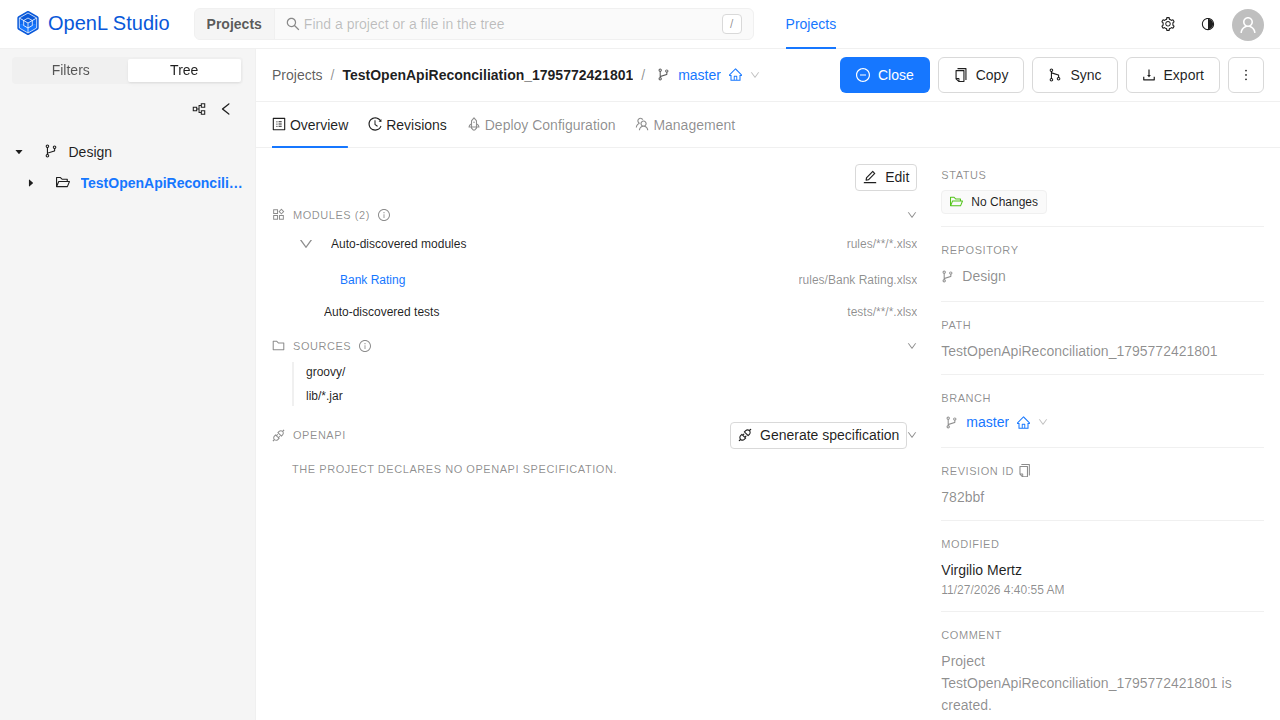 OpenL Studio
Projects
Find a project or a file in the tree
/
Projects
Filters
Tree
Design
TestOpenApiReconcili...
Projects / TestOpenApiReconciliation_1795772421801 / master
Close
Copy
Sync
Export
Overview
Revisions
Deploy Configuration
Management
Edit
MODULES (2)
Auto-discovered modules
rules/**/*.xlsx
Bank Rating
rules/Bank Rating.xlsx
Auto-discovered tests
tests/**/*.xlsx
SOURCES
groovy/
lib/*.jar
OPENAPI
Generate specification
THE PROJECT DECLARES NO OPENAPI SPECIFICATION.
STATUS
No Changes
REPOSITORY
Design
PATH
TestOpenApiReconciliation_1795772421801
BRANCH
master
REVISION ID
782bbf
MODIFIED
Virgilio Mertz
11/27/2026 4:40:55 AM
COMMENT
Project
TestOpenApiReconciliation_1795772421801 is
created.